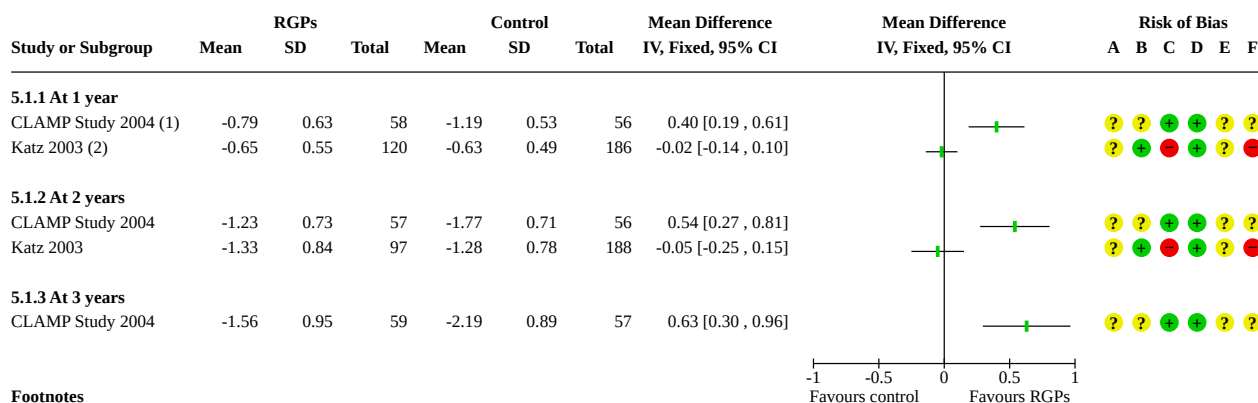 RGPs Control Mean Difference Mean Difference Risk of Bias
Study or Subgroup Mean SD Total Mean SD Total IV, Fixed, 95% CI IV, Fixed, 95% CI A B C D E F
5.1.1 At 1 year
CLAMP Study 2004 (1) -0.79 0.63 58 -1.19 0.53 56 0.40 [0.19 , 0.61] ? ? + + ? ?
Katz 2003 (2) -0.65 0.55 120 -0.63 0.49 186 -0.02 [-0.14 , 0.10] ? + − + ? −
5.1.2 At 2 years
CLAMP Study 2004 -1.23 0.73 57 -1.77 0.71 56 0.54 [0.27 , 0.81] ? ? + + ? ?
Katz 2003 -1.33 0.84 97 -1.28 0.78 188 -0.05 [-0.25 , 0.15] ? + − + ? −
5.1.3 At 3 years
CLAMP Study 2004 -1.56 0.95 59 -2.19 0.89 57 0.63 [0.30 , 0.96] ? ? + + ? ?
-1 -0.5 0 0.5 1
Footnotes Favours control Favours RGPs